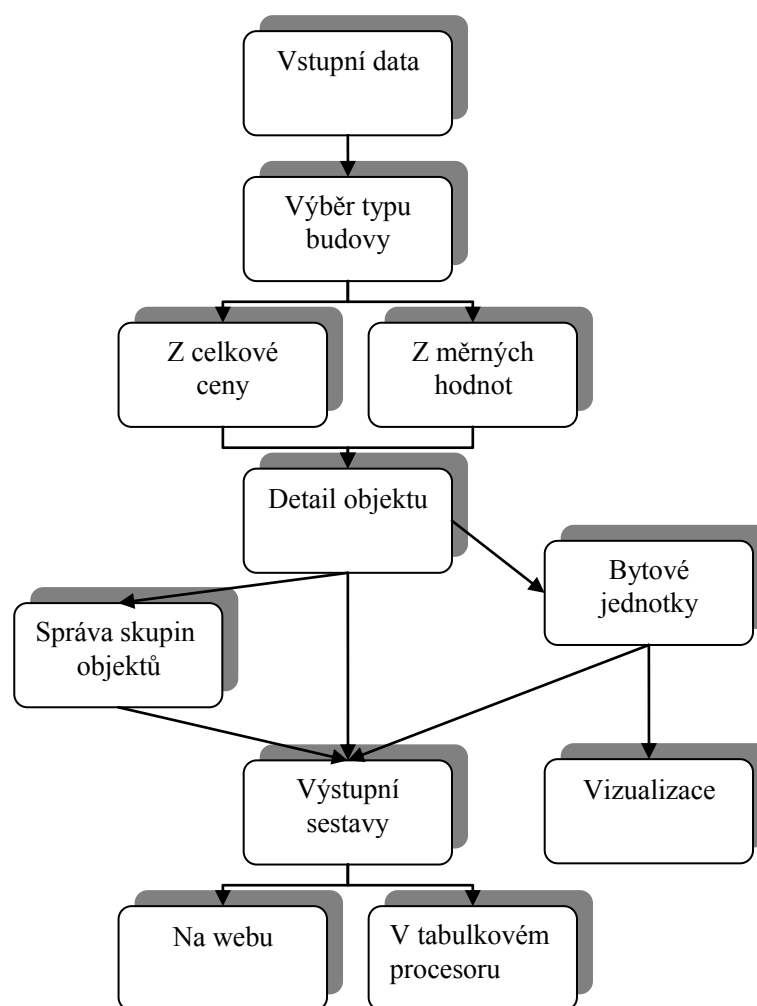 Vstupní data
Výběr typu
budovy
Z celkové
ceny
Z měrných
hodnot
Detail objektu
Bytové
jednotky
Správa skupin
objektů
Výstupní
sestavy
Vizualizace
Na webu
V tabulkovém
procesoru